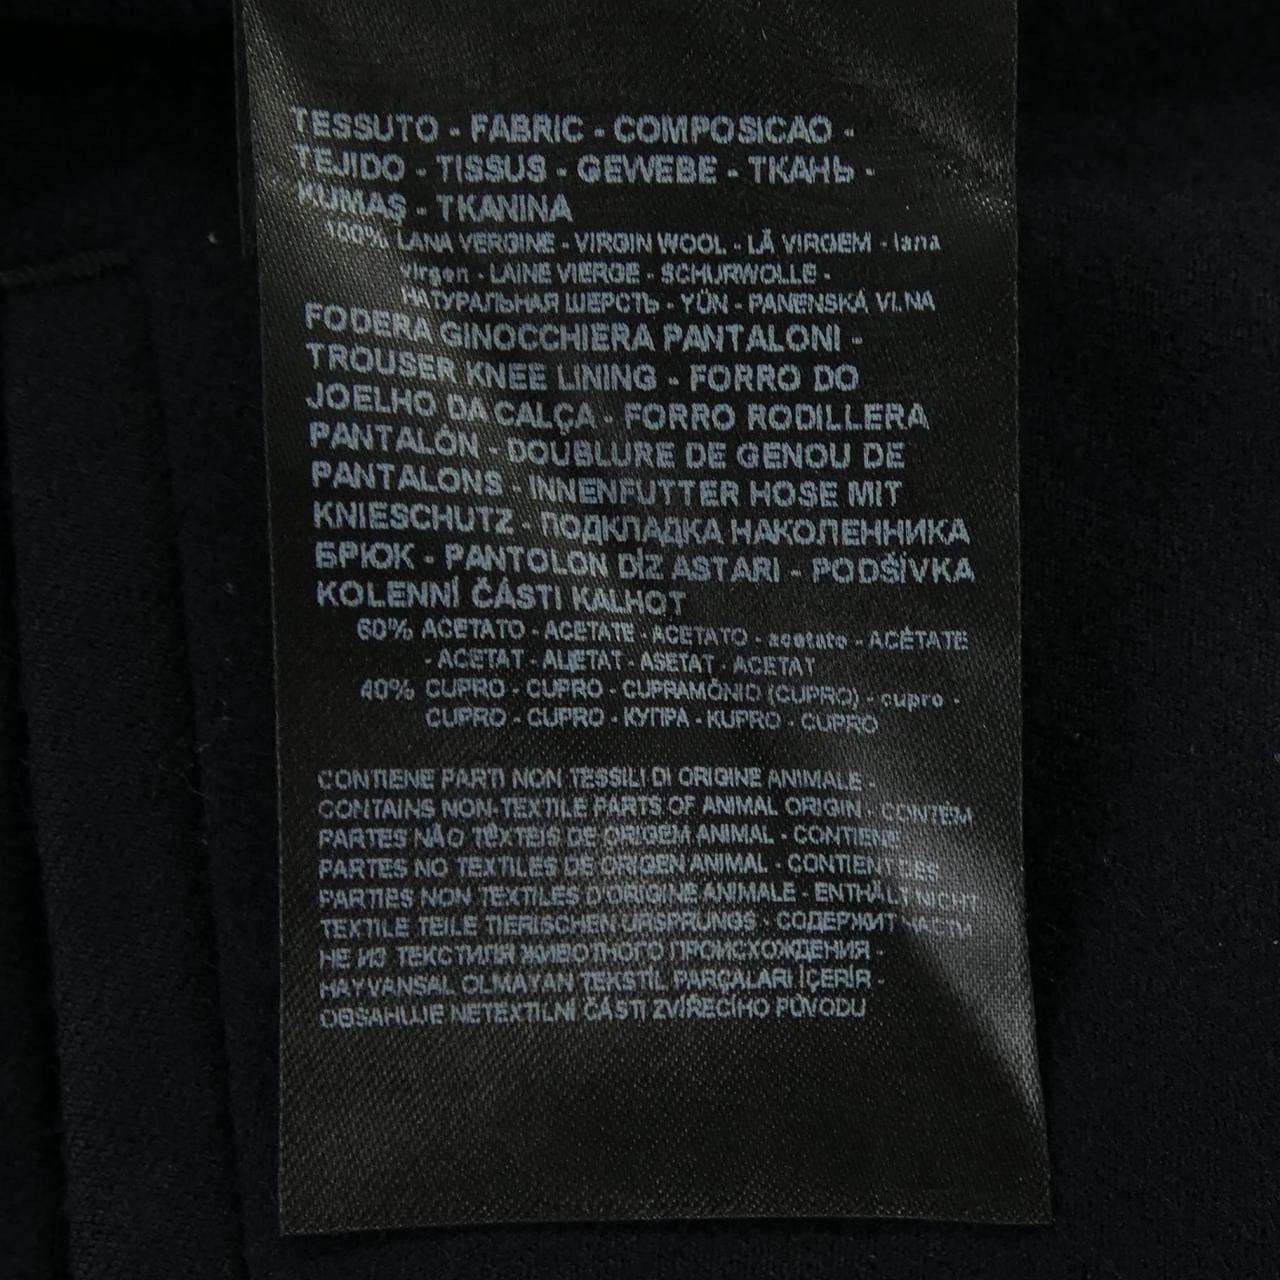 TESSUTO - FABRIC - COMPOSICAO -
TEJIDO - TISSUS - GEWEBE - ТКАНЬ -
KUMAŞ - TKANINA
100% LANA VERGINE - VIRGIN WOOL - LÃ VIRGEM - lana
virgen - LAINE VIERGE - SCHURWOLLE -
НАТУРАЛЬНАЯ ШЕРСТЬ - YÜN - PANENSKÁ VLNA
FODERA GINOCCHIERA PANTALONI -
TROUSER KNEE LINING - FORRO DO
JOELHO DA CALÇA - FORRO RODILLERA
PANTALÓN - DOUBLURE DE GENOU DE
PANTALONS - INNENFUTTER HOSE MIT
KNIESCHUTZ - ПОДКЛАДКА НАКОЛЕННИКА
БРЮК - PANTOLON DİZ ASTARI - PODŠÍVKA
KOLENNÍ ČÁSTI KALHOT
60% ACETATO - ACETATE - ACETATO - acetato - ACÉTATE
- ACETAT - АЦЕТАТ - ASETAT - ACETAT
40% CUPRO - CUPRO - CUPRAMÔNIO (CUPRO) - cupro -
CUPRO - CUPRO - КУПРА - KUPRO - CUPRO
CONTIENE PARTI NON TESSILI DI ORIGINE ANIMALE -
CONTAINS NON-TEXTILE PARTS OF ANIMAL ORIGIN - CONTÉM
PARTES NÃO TÊXTEIS DE ORIGEM ANIMAL - CONTIENE
PARTES NO TEXTILES DE ORIGEN ANIMAL - CONTIENT DES
PARTIES NON TEXTILES D'ORIGINE ANIMALE - ENTHÄLT NICHT
TEXTILE TEILE TIERISCHEN URSPRUNGS - СОДЕРЖИТ ЧАСТИ
НЕ ИЗ ТЕКСТИЛЯ ЖИВОТНОГО ПРОИСХОЖДЕНИЯ -
HAYVANSAL OLMAYAN TEKSTİL PARÇALARI İÇERİR -
OBSAHUJE NETEXTILNÍ ČÁSTI ZVÍŘECÍHO PŮVODU